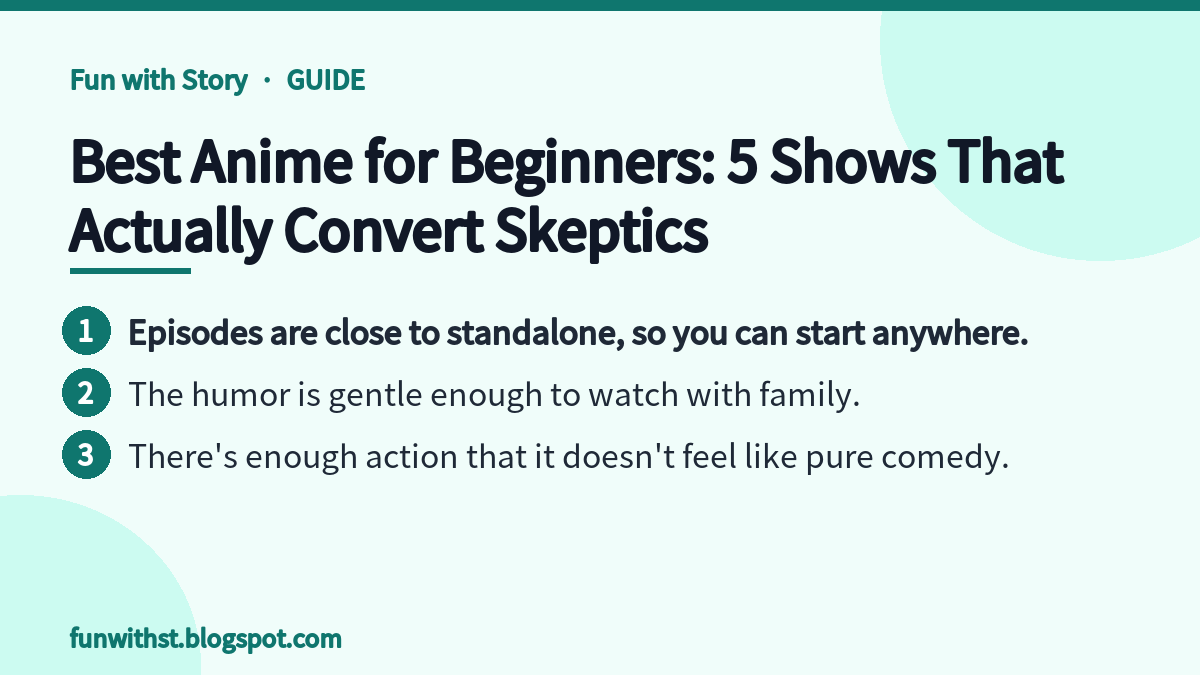 Fun with Story · GUIDE
Best Anime for Beginners: 5 Shows That
Actually Convert Skeptics
1 Episodes are close to standalone, so you can start anywhere.
2 The humor is gentle enough to watch with family.
3 There's enough action that it doesn't feel like pure comedy.
funwithst.blogspot.com